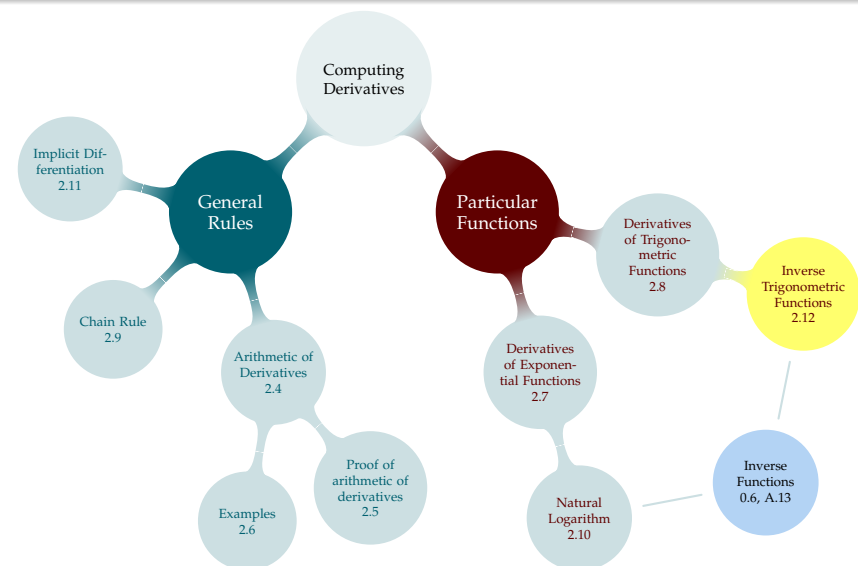 Computing
Derivatives
General
Rules
Particular
Functions
Implicit Dif-
ferentiation
2.11
Chain Rule
2.9
Arithmetic of
Derivatives
2.4
Examples
2.6
Proof of
arithmetic of
derivatives
2.5
Derivatives
of Trigono-
metric
Functions
2.8
Inverse
Trigonometric
Functions
2.12
Derivatives
of Exponen-
tial Functions
2.7
Natural
Logarithm
2.10
Inverse
Functions
0.6, A.13